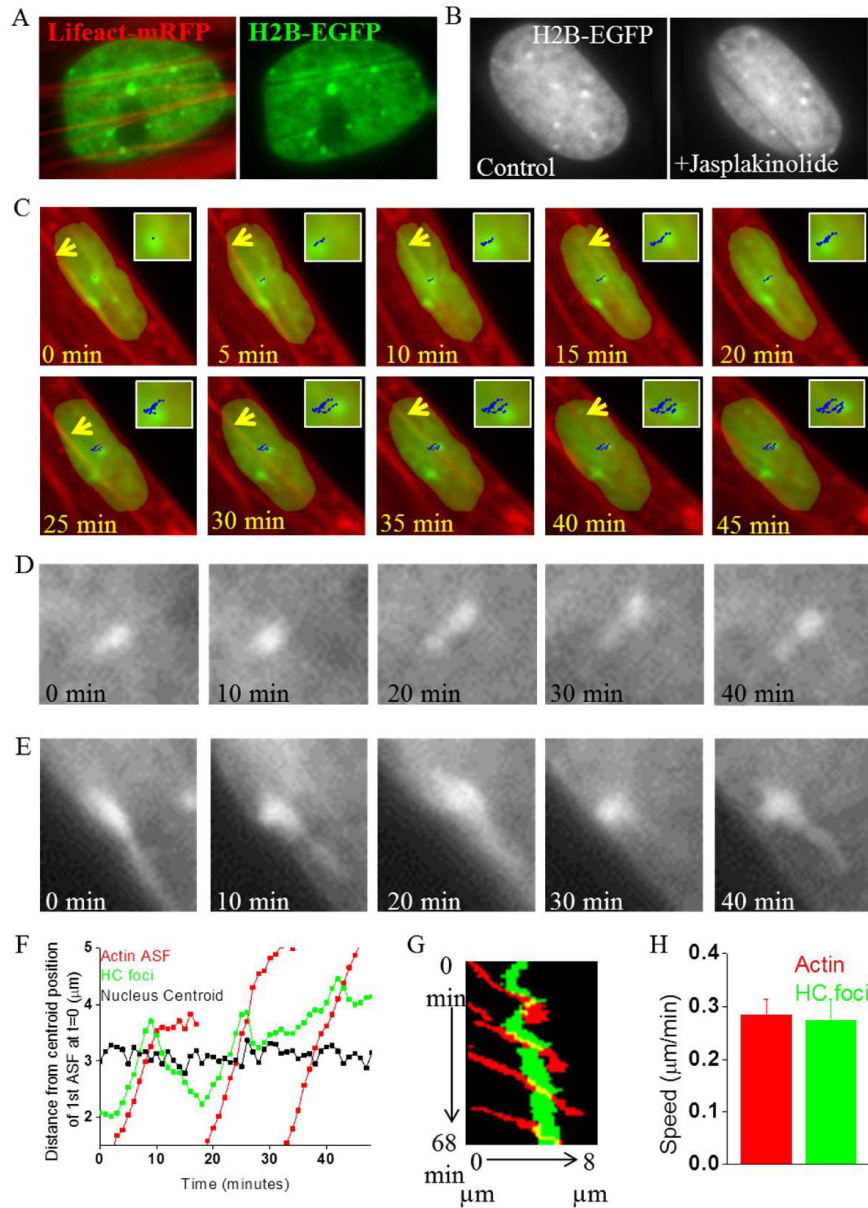 A
Lifeact-mRFP
H2B-EGFP
B
H2B-EGFP
Control
+Jasplakinolide
C
0 min
5 min
10 min
15 min
20 min
25 min
30 min
35 min
40 min
45 min
D
0 min
10 min
20 min
30 min
40 min
E
0 min
10 min
20 min
30 min
40 min
F
Distance from centroid position
of 1st ASF at t=0 (µm)
5
4
3
2
Actin ASF
HC foci
Nucleus Centroid
0
10
20
30
40
Time (minutes)
G
0
min
68
min
0
8
µm
µm
H
Speed (µm/min)
0.4
0.3
0.2
0.1
0.0
Actin
HC foci